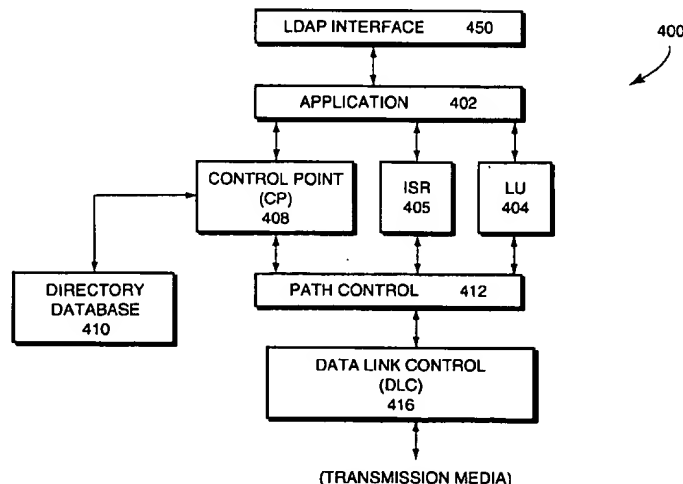 LDAP INTERFACE 450
400
APPLICATION 402
CONTROL POINT
(CP)
408
ISR
405
LU
404
DIRECTORY
DATABASE
410
PATH CONTROL 412
DATA LINK CONTROL
(DLC)
416
(TRANSMISSION MEDIA)